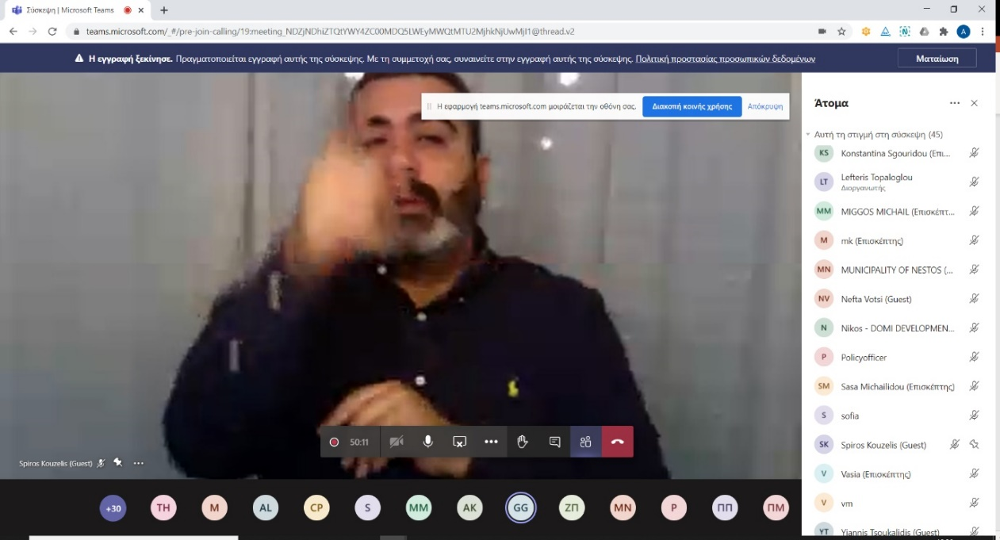 Σύσκεψη | Microsoft Teams
teams.microsoft.com/_#/pre-join-calling/19:meeting_NDZjNDhiZTQtYWY4ZC00MDQ5LWEyMWQtMTU2MjhkNjUwMjI1@thread.v2
A
Η εγγραφή ξεκίνησε. Πραγματοποιείται εγγραφή αυτής της σύσκεψης. Με τη συμμετοχή σας, συναινείτε στην εγγραφή αυτής της σύσκεψης. Πολιτική προστασίας προσωπικών δεδομένων
Ματαίωση
Η εφαρμογή teams.microsoft.com μοιράζεται την οθόνη σας.
Διακοπή κοινής χρήσης
Απόκρυψη
50:11
Spiros Kouzelis (Guest)
+30 TH M AL CP S MM AK GG ΖΠ MN P ΠΠ ΠΜ
Άτομα
Αυτή τη στιγμή στη σύσκεψη (45)
KS Konstantina Sgouridou (Επι...
LT Lefteris Topaloglou
Διοργανωτής
MM MIGGOS MICHAIL (Επισκέπτ...
M mk (Επισκέπτης)
MN MUNICIPALITY OF NESTOS (...
NV Nefta Votsi (Guest)
N Nikos - DOMI DEVELOPMEN...
P Policyofficer
SM Sasa Michailidou (Επισκέπτης)
S sofia
SK Spiros Kouzelis (Guest)
V Vasia (Επισκέπτης)
V vm
YT Yiannis Tsoukalidis (Guest)